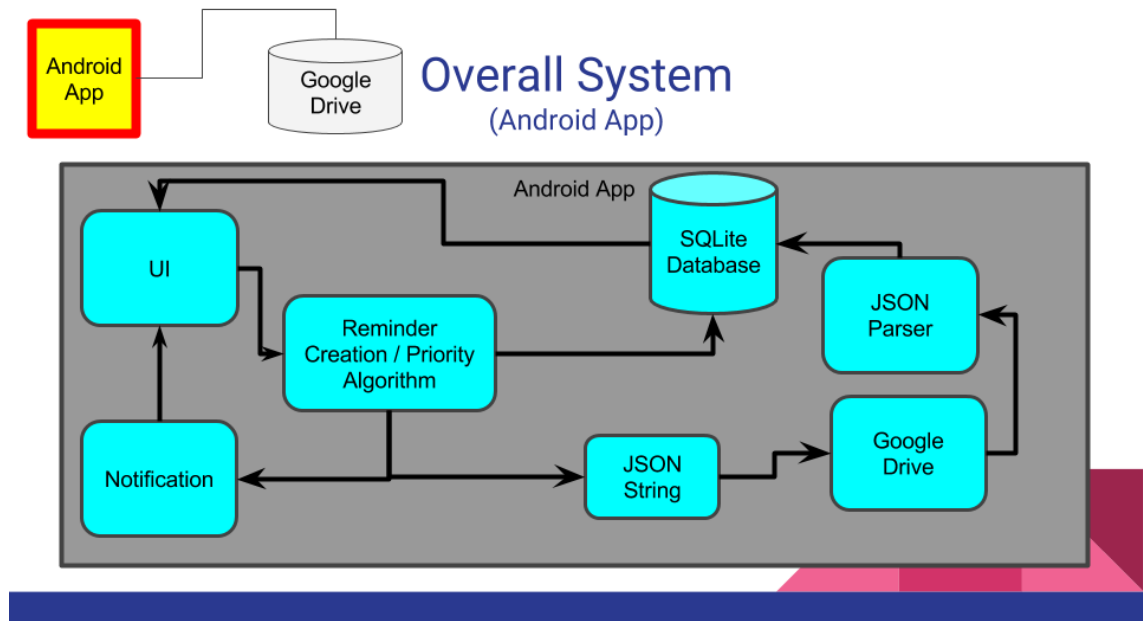 Android
App
Google
Drive
Overall System
(Android App)
Android App
SQLite
Database
UI
JSON
Parser
Reminder
Creation / Priority
Algorithm
Google
Drive
Notification
JSON
String